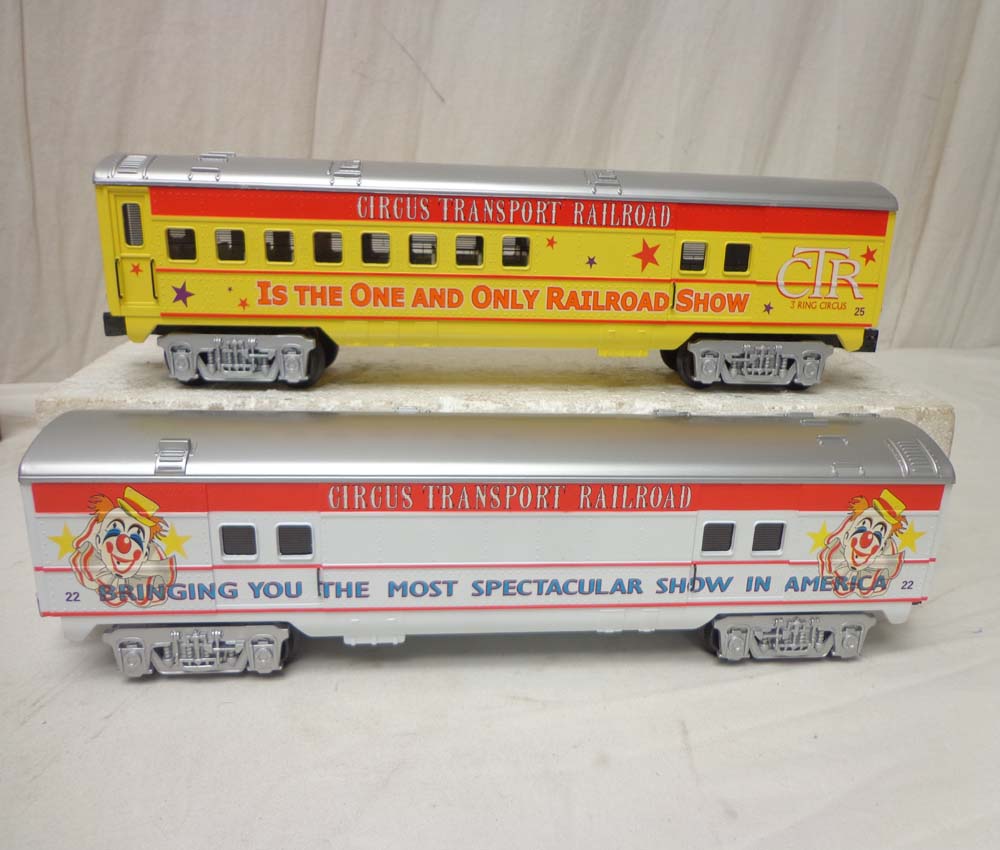 CIRCUS TRANSPORT RAILROAD
IS THE ONE AND ONLY RAILROAD SHOW
CTR
3 RING CIRCUS
25
CIRCUS TRANSPORT RAILROAD
22 BRINGING YOU THE MOST SPECTACULAR SHOW IN AMERICA 22